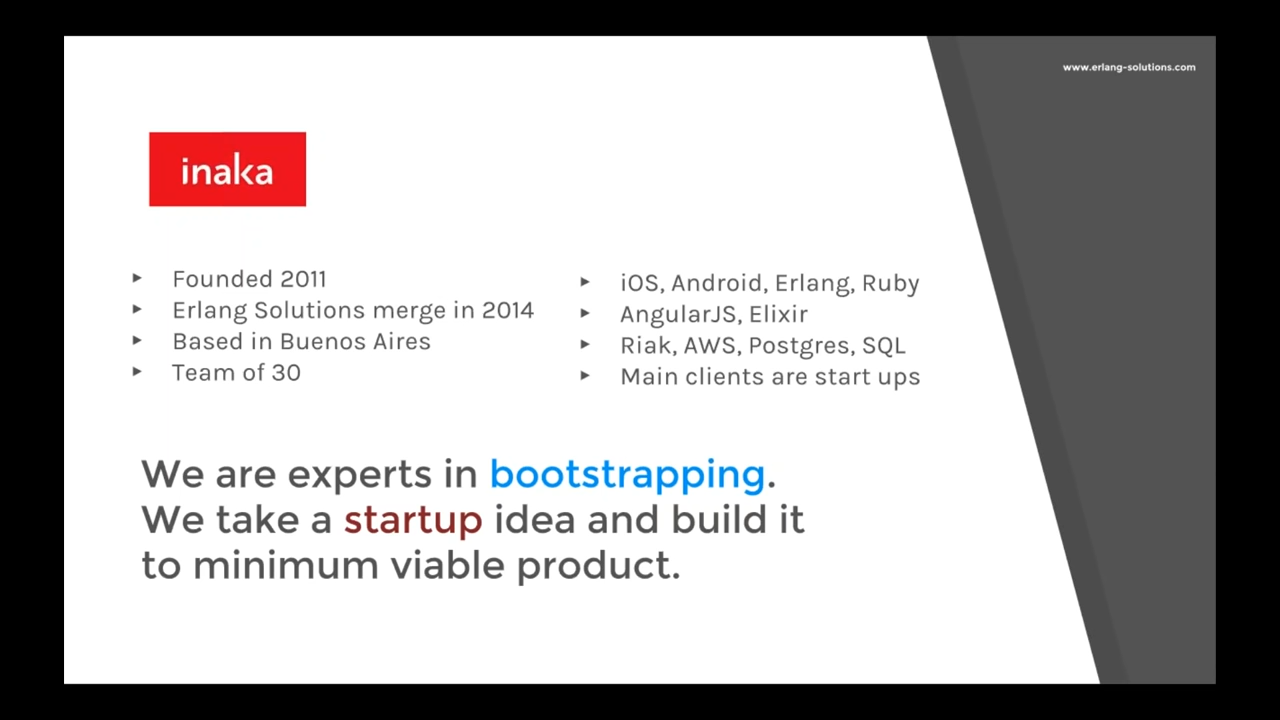 www.erlang-solutions.com
inaka
Founded 2011
Erlang Solutions merge in 2014
Based in Buenos Aires
Team of 30
iOS, Android, Erlang, Ruby
AngularJS, Elixir
Riak, AWS, Postgres, SQL
Main clients are start ups
We are experts in bootstrapping.
We take a startup idea and build it
to minimum viable product.